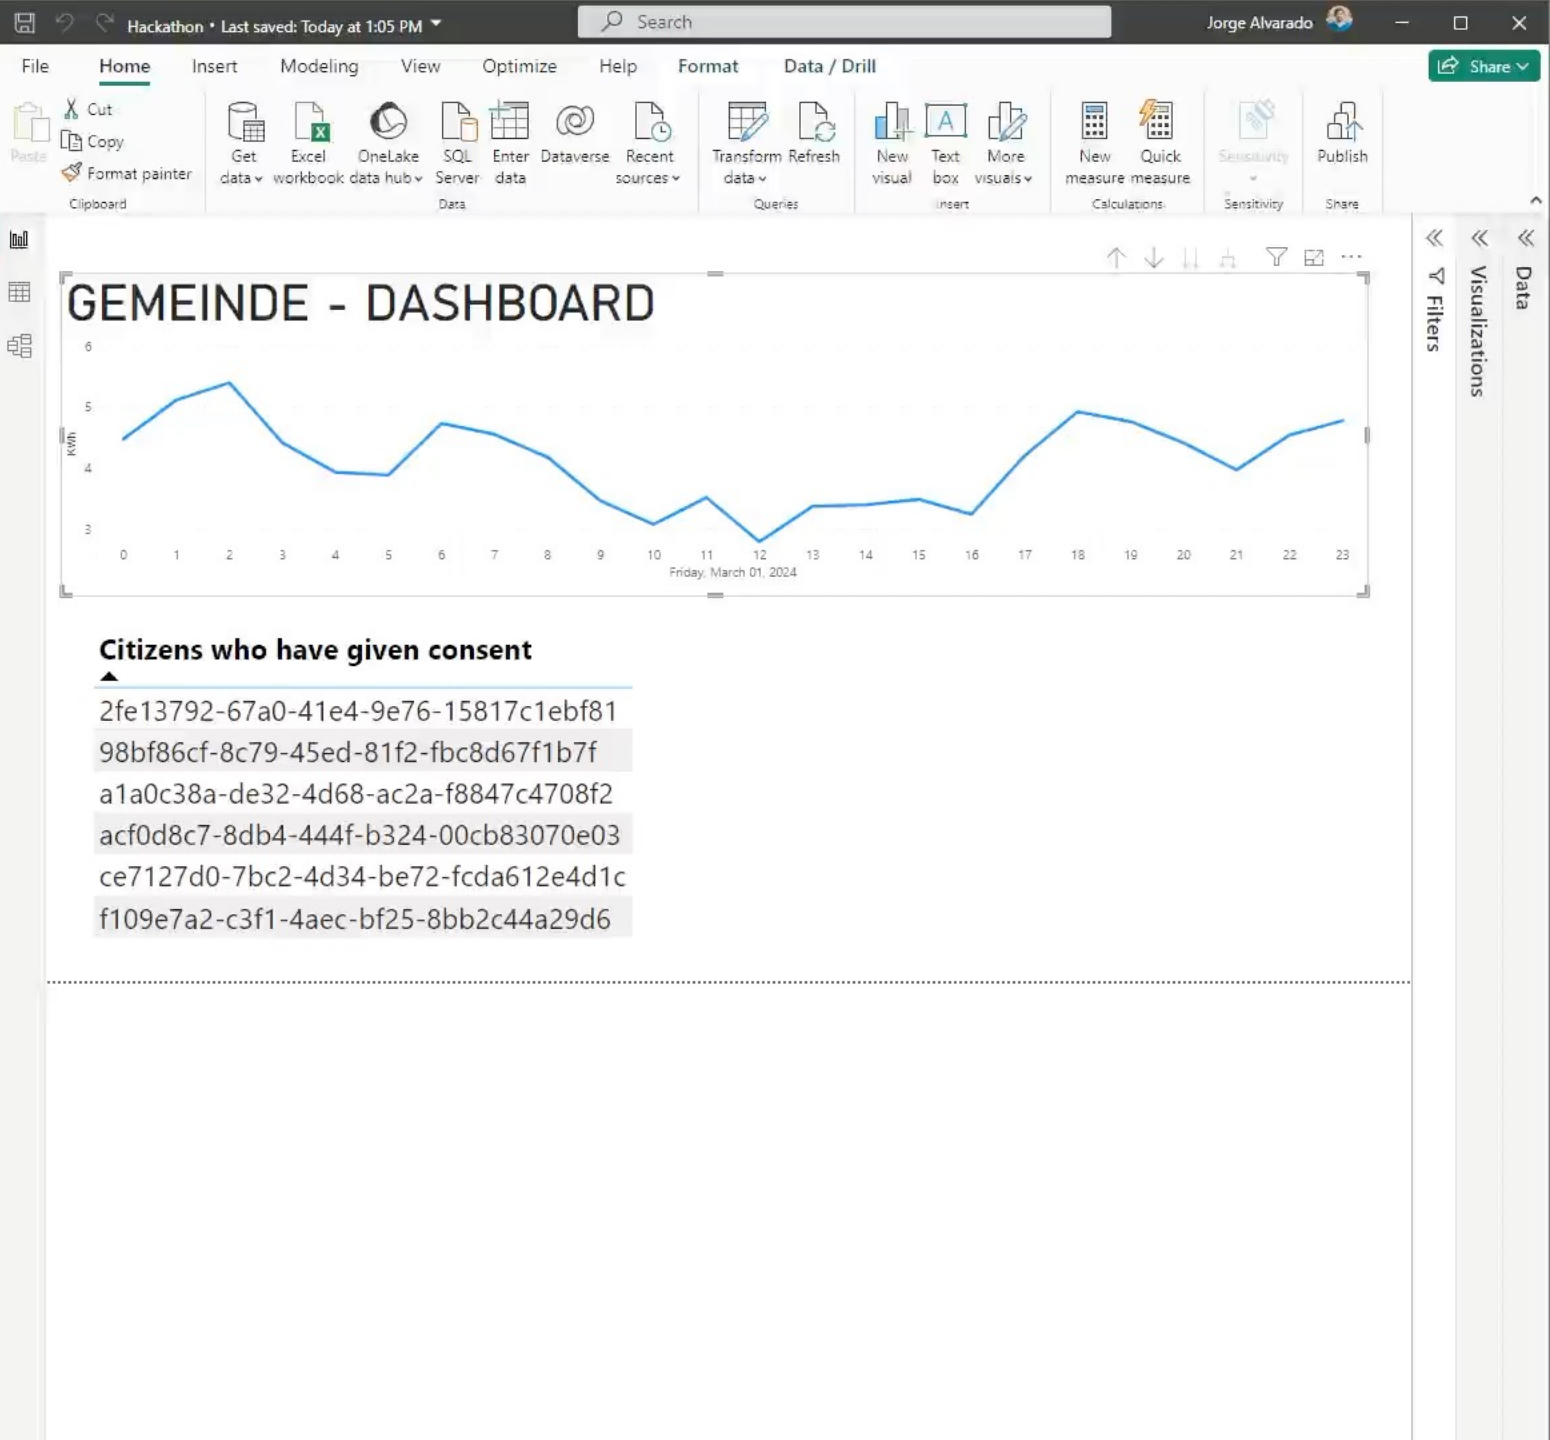 Hackathon • Last saved: Today at 1:05 PM
Search
Jorge Alvarado
File Home Insert Modeling View Optimize Help Format Data / Drill
Share
Paste
Cut
Copy
Format painter
Clipboard
Get data
Excel workbook
OneLake data hub
SQL Server
Enter data
Dataverse
Recent sources
Data
Transform data
Refresh
Queries
New visual
Text box
More visuals
Insert
New measure
Quick measure
Calculations
Sensitivity
Sensitivity
Publish
Share
Filters
Visualizations
Data
GEMEINDE - DASHBOARD
6
5
4
3
KWh
0 1 2 3 4 5 6 7 8 9 10 11 12 13 14 15 16 17 18 19 20 21 22 23
Friday, March 01, 2024
Citizens who have given consent
2fe13792-67a0-41e4-9e76-15817c1ebf81
98bf86cf-8c79-45ed-81f2-fbc8d67f1b7f
a1a0c38a-de32-4d68-ac2a-f8847c4708f2
acf0d8c7-8db4-444f-b324-00cb83070e03
ce7127d0-7bc2-4d34-be72-fcda612e4d1c
f109e7a2-c3f1-4aec-bf25-8bb2c44a29d6